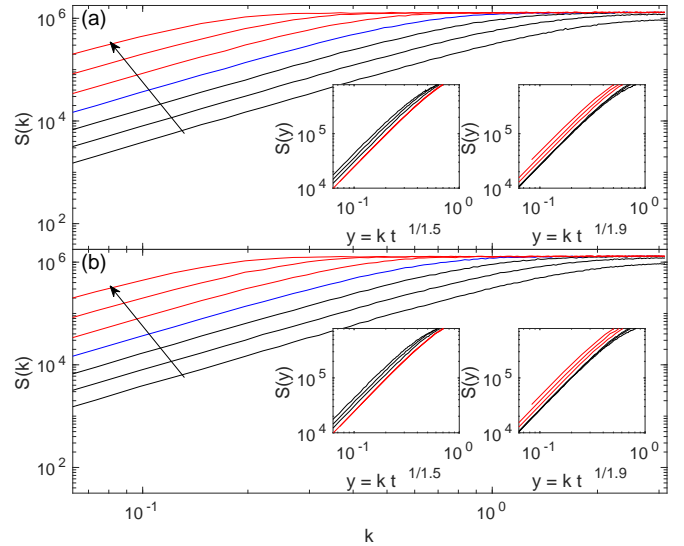 (a)
10^6
10^4
10^2
S(k)
S(y)
10^5
10^4
10^-1
10^0
y = k t^1/1.5
S(y)
10^5
10^4
10^-1
10^0
y = k t^1/1.9
(b)
10^6
10^4
10^2
S(k)
S(y)
10^5
10^4
10^-1
10^0
y = k t^1/1.5
S(y)
10^5
10^4
10^-1
10^0
y = k t^1/1.9
10^-1
10^0
k